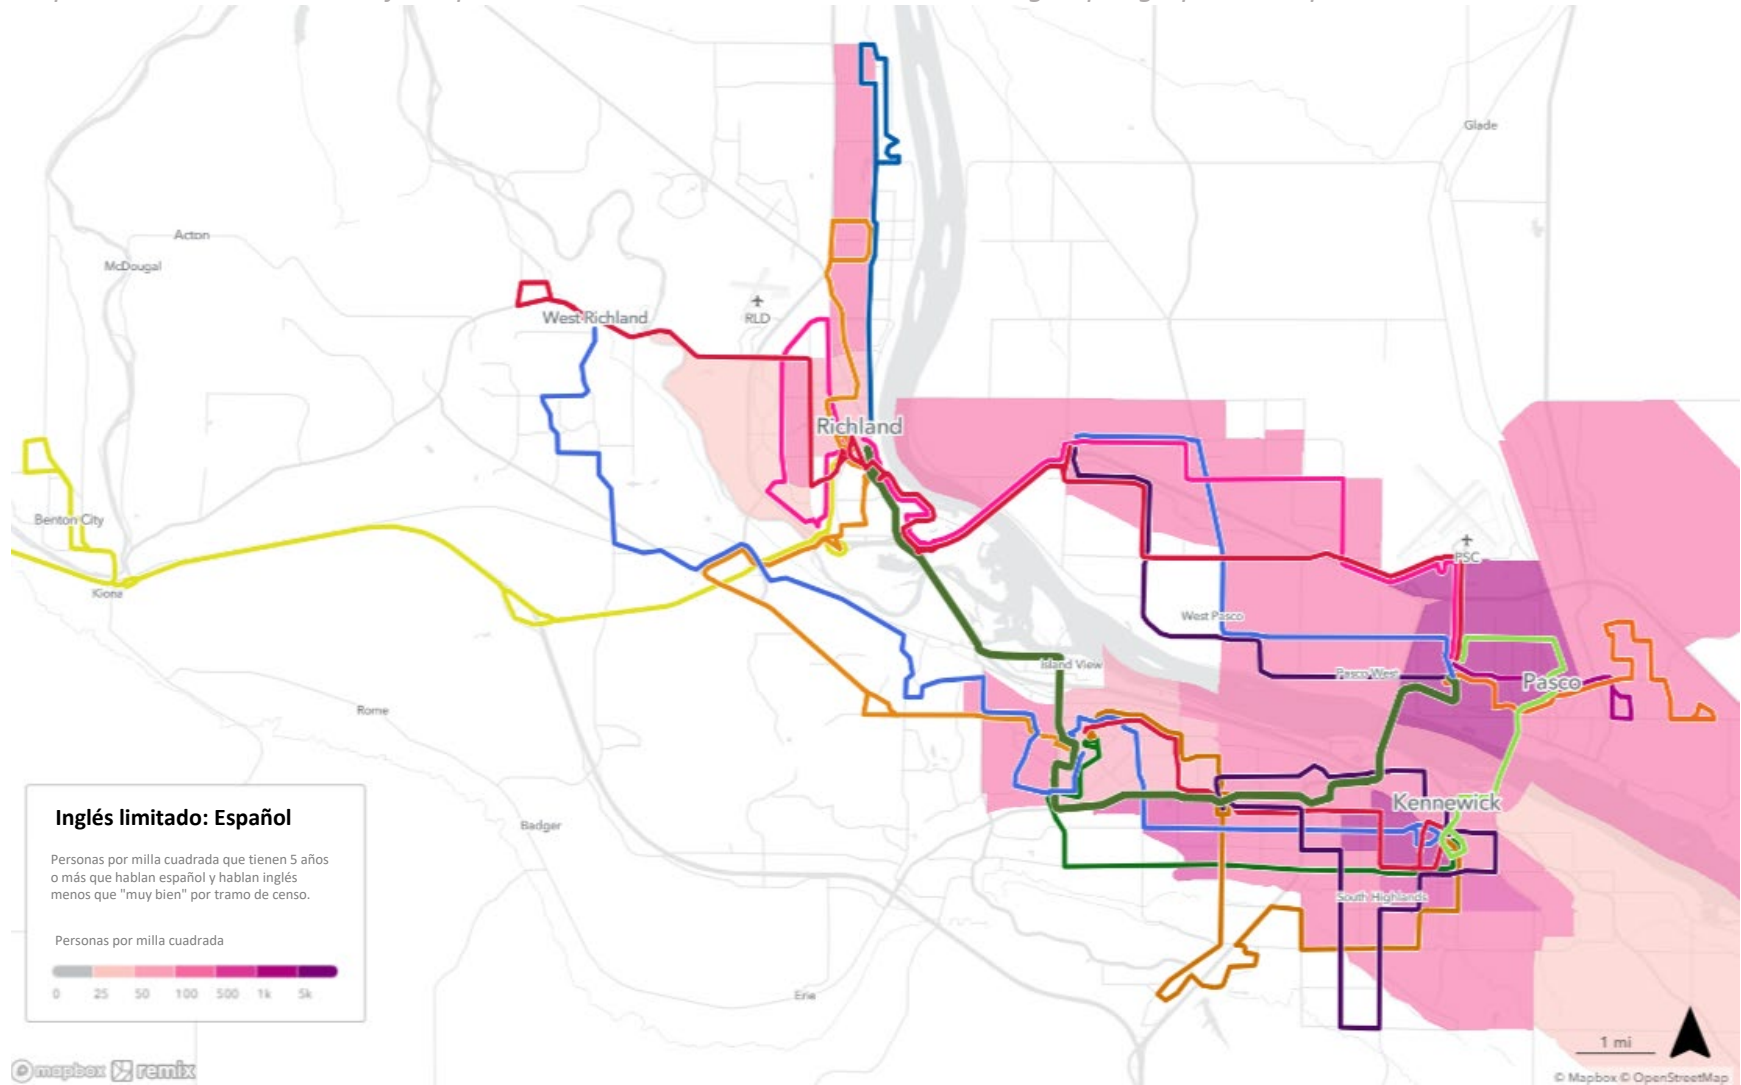 Glade
Acton
McDougal
West Richland
RLD
Richland
Benton City
Kiona
PSC
West Pasco
Island View
Pasco West
Pasco
Rome
Kennewick
Badger
South Highlands
Erie
Inglés limitado: Español
Personas por milla cuadrada que tienen 5 años
o más que hablan español y hablan inglés
menos que "muy bien" por tramo de censo.
Personas por milla cuadrada
0 25 50 100 500 1k 5k
1 mi
mapbox remix
© Mapbox © OpenStreetMap